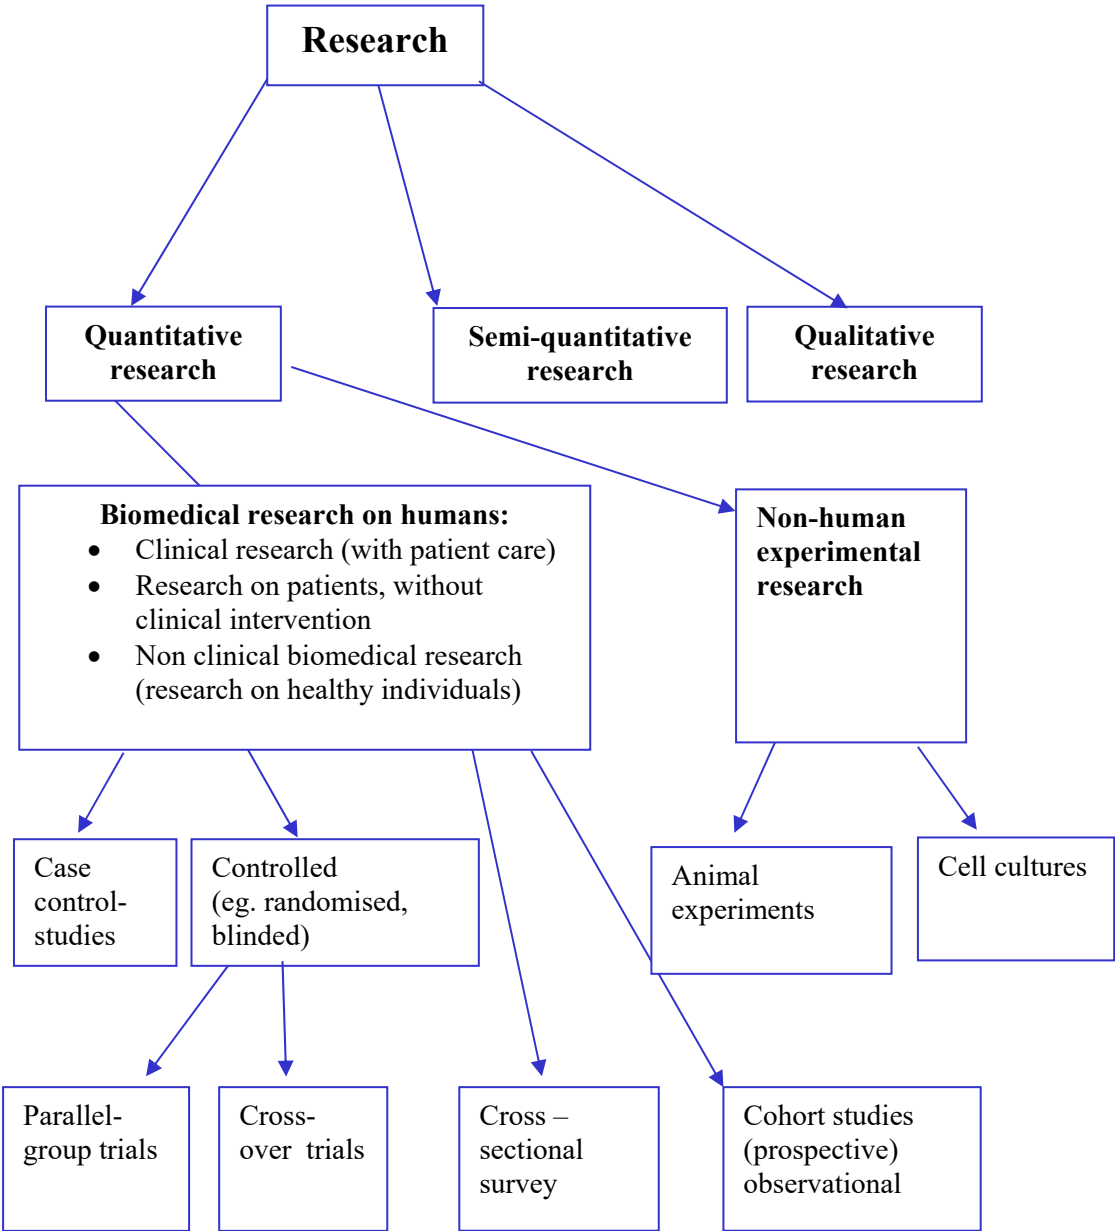 Research
Quantitative
research
Semi-quantitative
research
Qualitative
research
Biomedical research on humans:
• Clinical research (with patient care)
• Research on patients, without
clinical intervention
• Non clinical biomedical research
(research on healthy individuals)
Non-human
experimental
research
Case
control-
studies
Controlled
(eg. randomised,
blinded)
Animal
experiments
Cell cultures
Parallel-
group trials
Cross-
over trials
Cross –
sectional
survey
Cohort studies
(prospective)
observational